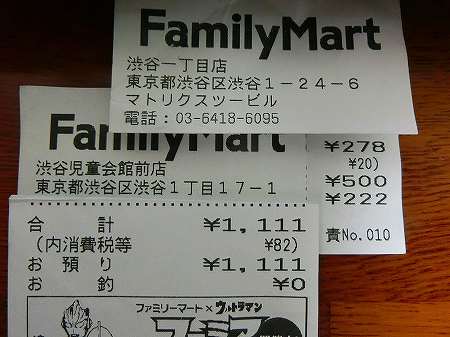 FamilyMart
渋谷一丁目店
東京都渋谷区渋谷1-24-6
マトリクスツービル
電話:03-6418-6095
FamilyMart
渋谷児童会館前店
東京都渋谷区渋谷1丁目17-1
¥278
¥20)
¥500
¥222
責No.010
合 計 ¥1,111
(内消費税等 ¥82)
お 預 り ¥1,111
お 釣 ¥0
ファミリーマート×ウルトラマン